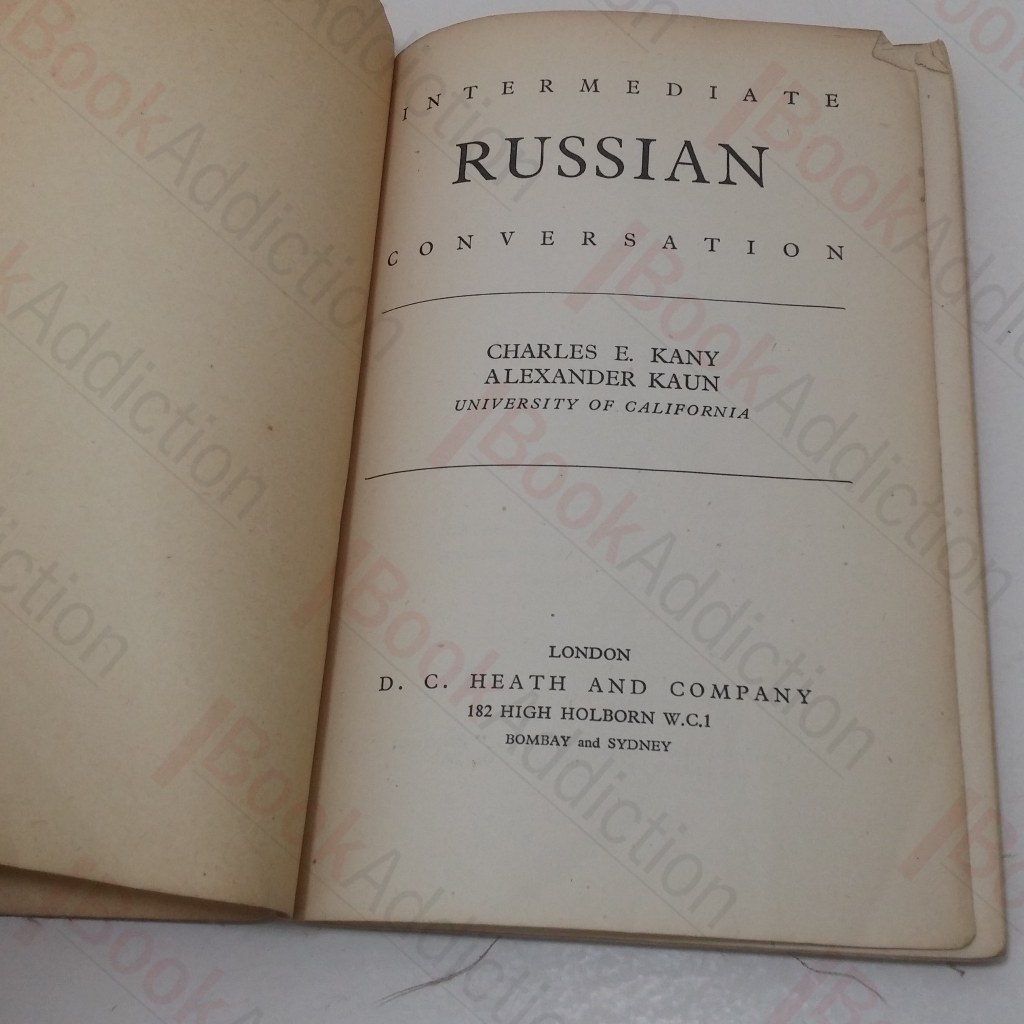 INTERMEDIATE
RUSSIAN
CONVERSATION
CHARLES E. KANY
ALEXANDER KAUN
UNIVERSITY OF CALIFORNIA
LONDON
D. C. HEATH AND COMPANY
182 HIGH HOLBORN W.C.1
BOMBAY and SYDNEY
BookAddiction